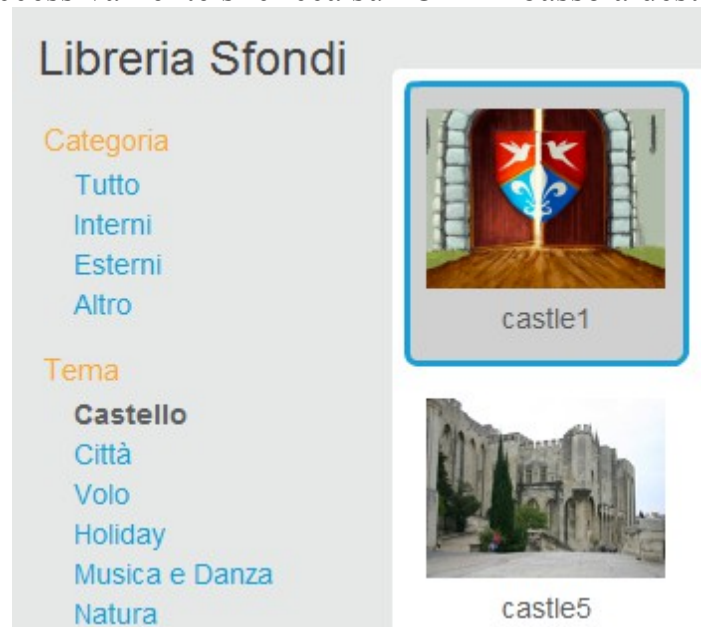 Libreria Sfondi
Categoria
Tutto
Interni
Esterni
Altro
Tema
Castello
Città
Volo
Holiday
Musica e Danza
Natura
castle1
castle5